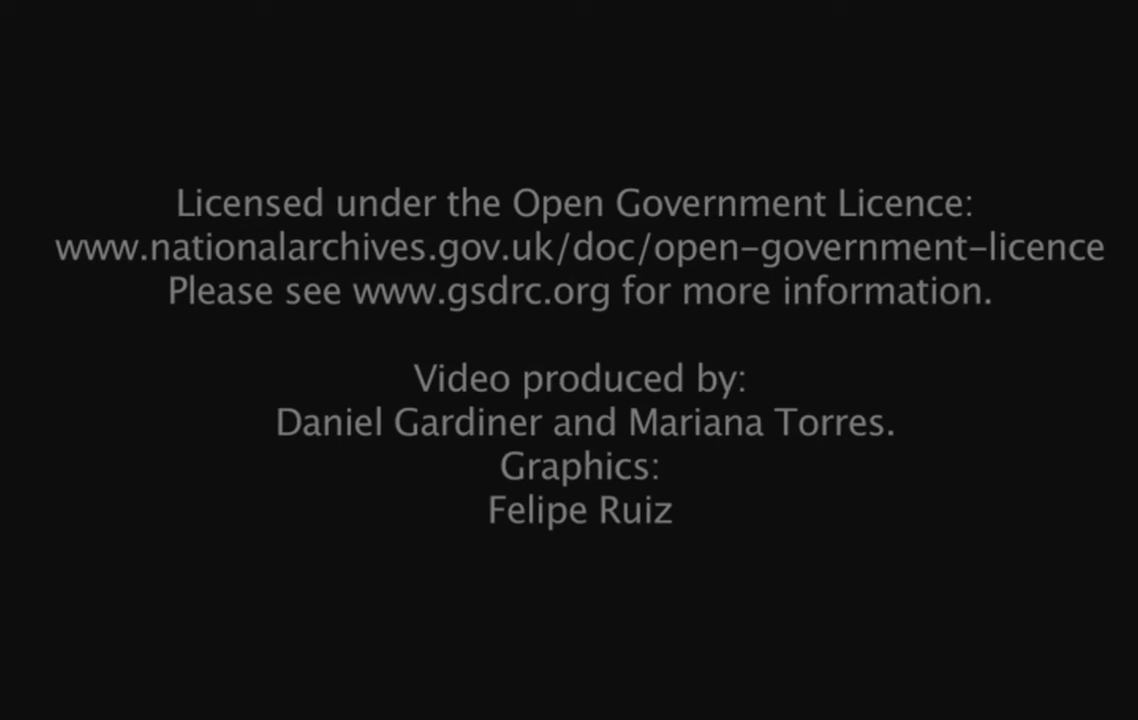 Licensed under the Open Government Licence:
www.nationalarchives.gov.uk/doc/open-government-licence
Please see www.gsdrc.org for more information.
Video produced by:
Daniel Gardiner and Mariana Torres.
Graphics:
Felipe Ruiz